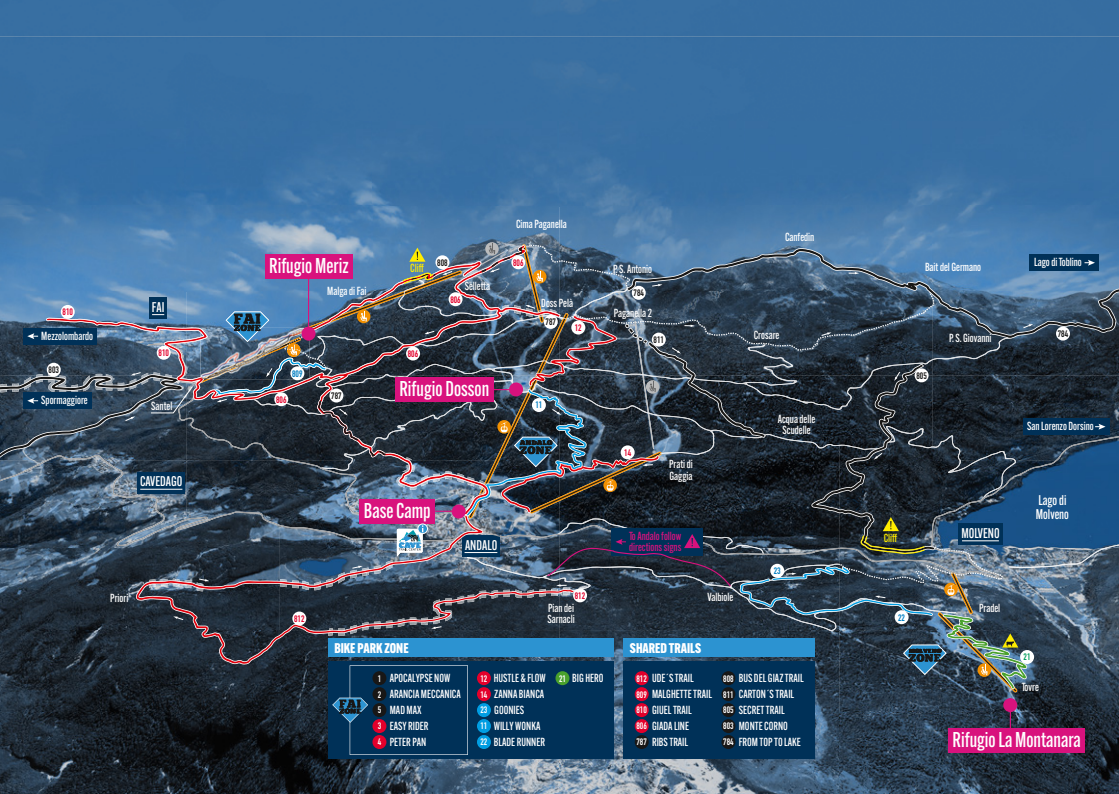 Cima Paganella
Canfedin
Rifugio Meriz
Cliff
808
806
P.S. Antonio
Bait del Germano
Lago di Toblino
Malga di Fai
Selletta
784
810
FAI
806
Doss Pelà
Paganella 2
FAI
ZONE
787
12
Crosare
P. S. Giovanni
784
Mezzolombardo
811
810
806
803
809
805
Spormaggiore
Santel
806
787
Rifugio Dosson
11
Acqua delle
Scudelle
San Lorenzo Dorsino
ANDALO
ZONE
14
Prati di
Gaggia
CAVEDAGO
Lago di
Molveno
Base Camp
Cliff
MOLVENO
ANDALO
To Andalo follow
directions signs
23
Priori
812
Valbiole
Pradel
812
Pian dei
Sarnacli
22
ZONE
21
Tovre
Rifugio La Montanara
BIKE PARK ZONE
FAI
ZONE
1 APOCALYPSE NOW
2 ARANCIA MECCANICA
5 MAD MAX
3 EASY RIDER
4 PETER PAN
12 HUSTLE & FLOW
14 ZANNA BIANCA
23 GOONIES
11 WILLY WONKA
22 BLADE RUNNER
21 BIG HERO
SHARED TRAILS
812 UDE´S TRAIL
809 MALGHETTE TRAIL
810 GIUEL TRAIL
806 GIADA LINE
787 RIBS TRAIL
808 BUS DEL GIAZ TRAIL
811 CARTON´S TRAIL
805 SECRET TRAIL
803 MONTE CORNO
784 FROM TOP TO LAKE